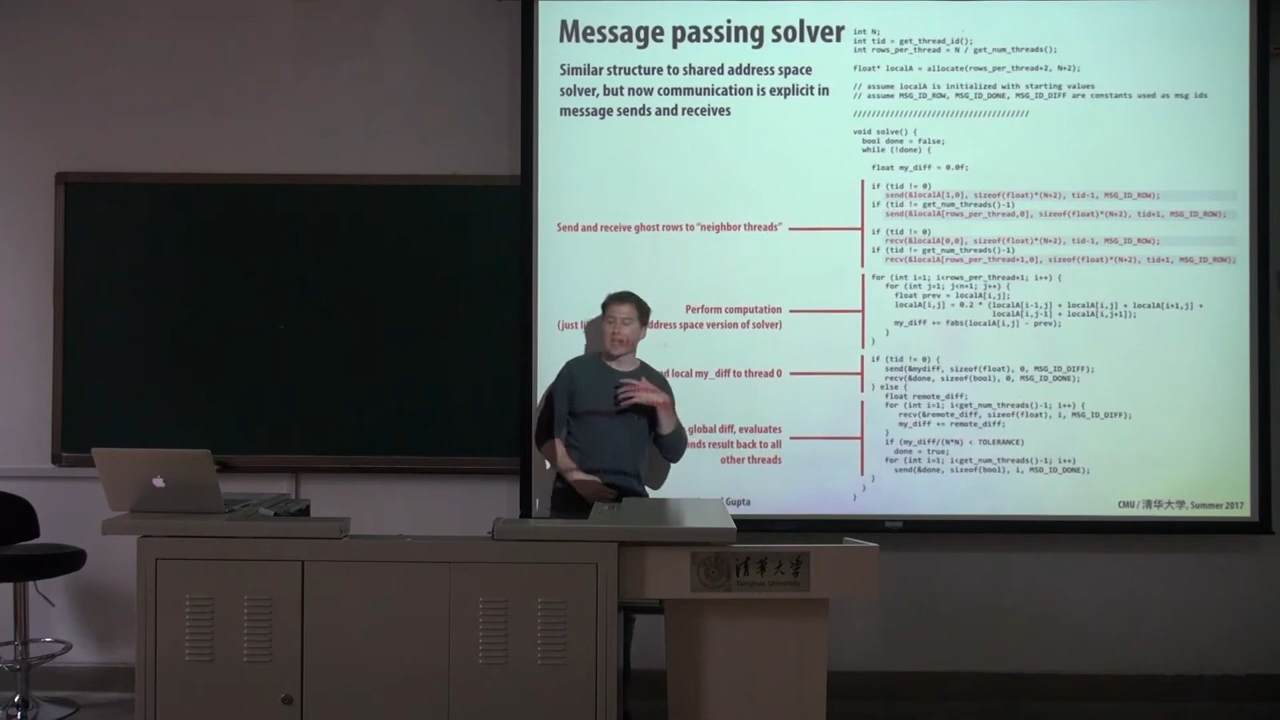 Message passing solver
Similar structure to shared address space
solver, but now communication is explicit in
message sends and receives
Send and receive ghost rows to “neighbor threads”
Perform computation
(just li ddress space version of solver)
d local my_diff to thread 0
global diff, evaluates
nds result back to all
other threads
int N;
int tid = get_thread_id();
int rows_per_thread = N / get_num_threads();
float* localA = allocate(rows_per_thread+2, N+2);
// assume localA is initialized with starting values
// assume MSG_ID_ROW, MSG_ID_DONE, MSG_ID_DIFF are constants used as msg ids
//////////////////////////////////////
void solve() {
bool done = false;
while (!done) {
float my_diff = 0.0f;
if (tid != 0)
send(&localA[1,0], sizeof(float)*(N+2), tid-1, MSG_ID_ROW);
if (tid != get_num_threads()-1)
send(&localA[rows_per_thread,0], sizeof(float)*(N+2), tid+1, MSG_ID_ROW);
if (tid != 0)
recv(&localA[0,0], sizeof(float)*(N+2), tid-1, MSG_ID_ROW);
if (tid != get_num_threads()-1)
recv(&localA[rows_per_thread+1,0], sizeof(float)*(N+2), tid+1, MSG_ID_ROW);
for (int i=1; i<rows_per_thread+1; i++) {
for (int j=1; j<n+1; j++) {
float prev = localA[i,j];
localA[i,j] = 0.2 * (localA[i-1,j] + localA[i,j] + localA[i+1,j] +
localA[i,j-1] + localA[i,j+1]);
my_diff += fabs(localA[i,j] - prev);
}
}
if (tid != 0) {
send(&mydiff, sizeof(float), 0, MSG_ID_DIFF);
recv(&done, sizeof(bool), 0, MSG_ID_DONE);
} else {
float remote_diff;
for (int i=1; i<get_num_threads()-1; i++) {
recv(&remote_diff, sizeof(float), i, MSG_ID_DIFF);
my_diff += remote_diff;
}
if (my_diff/(N*N) < TOLERANCE)
done = true;
for (int i=1; i<get_num_threads()-1; i++)
send(&done, sizeof(bool), i, MSD_ID_DONE);
}
}
}
Gupta
CMU / 清华大学, Summer 2017
清华大学
Tsinghua University